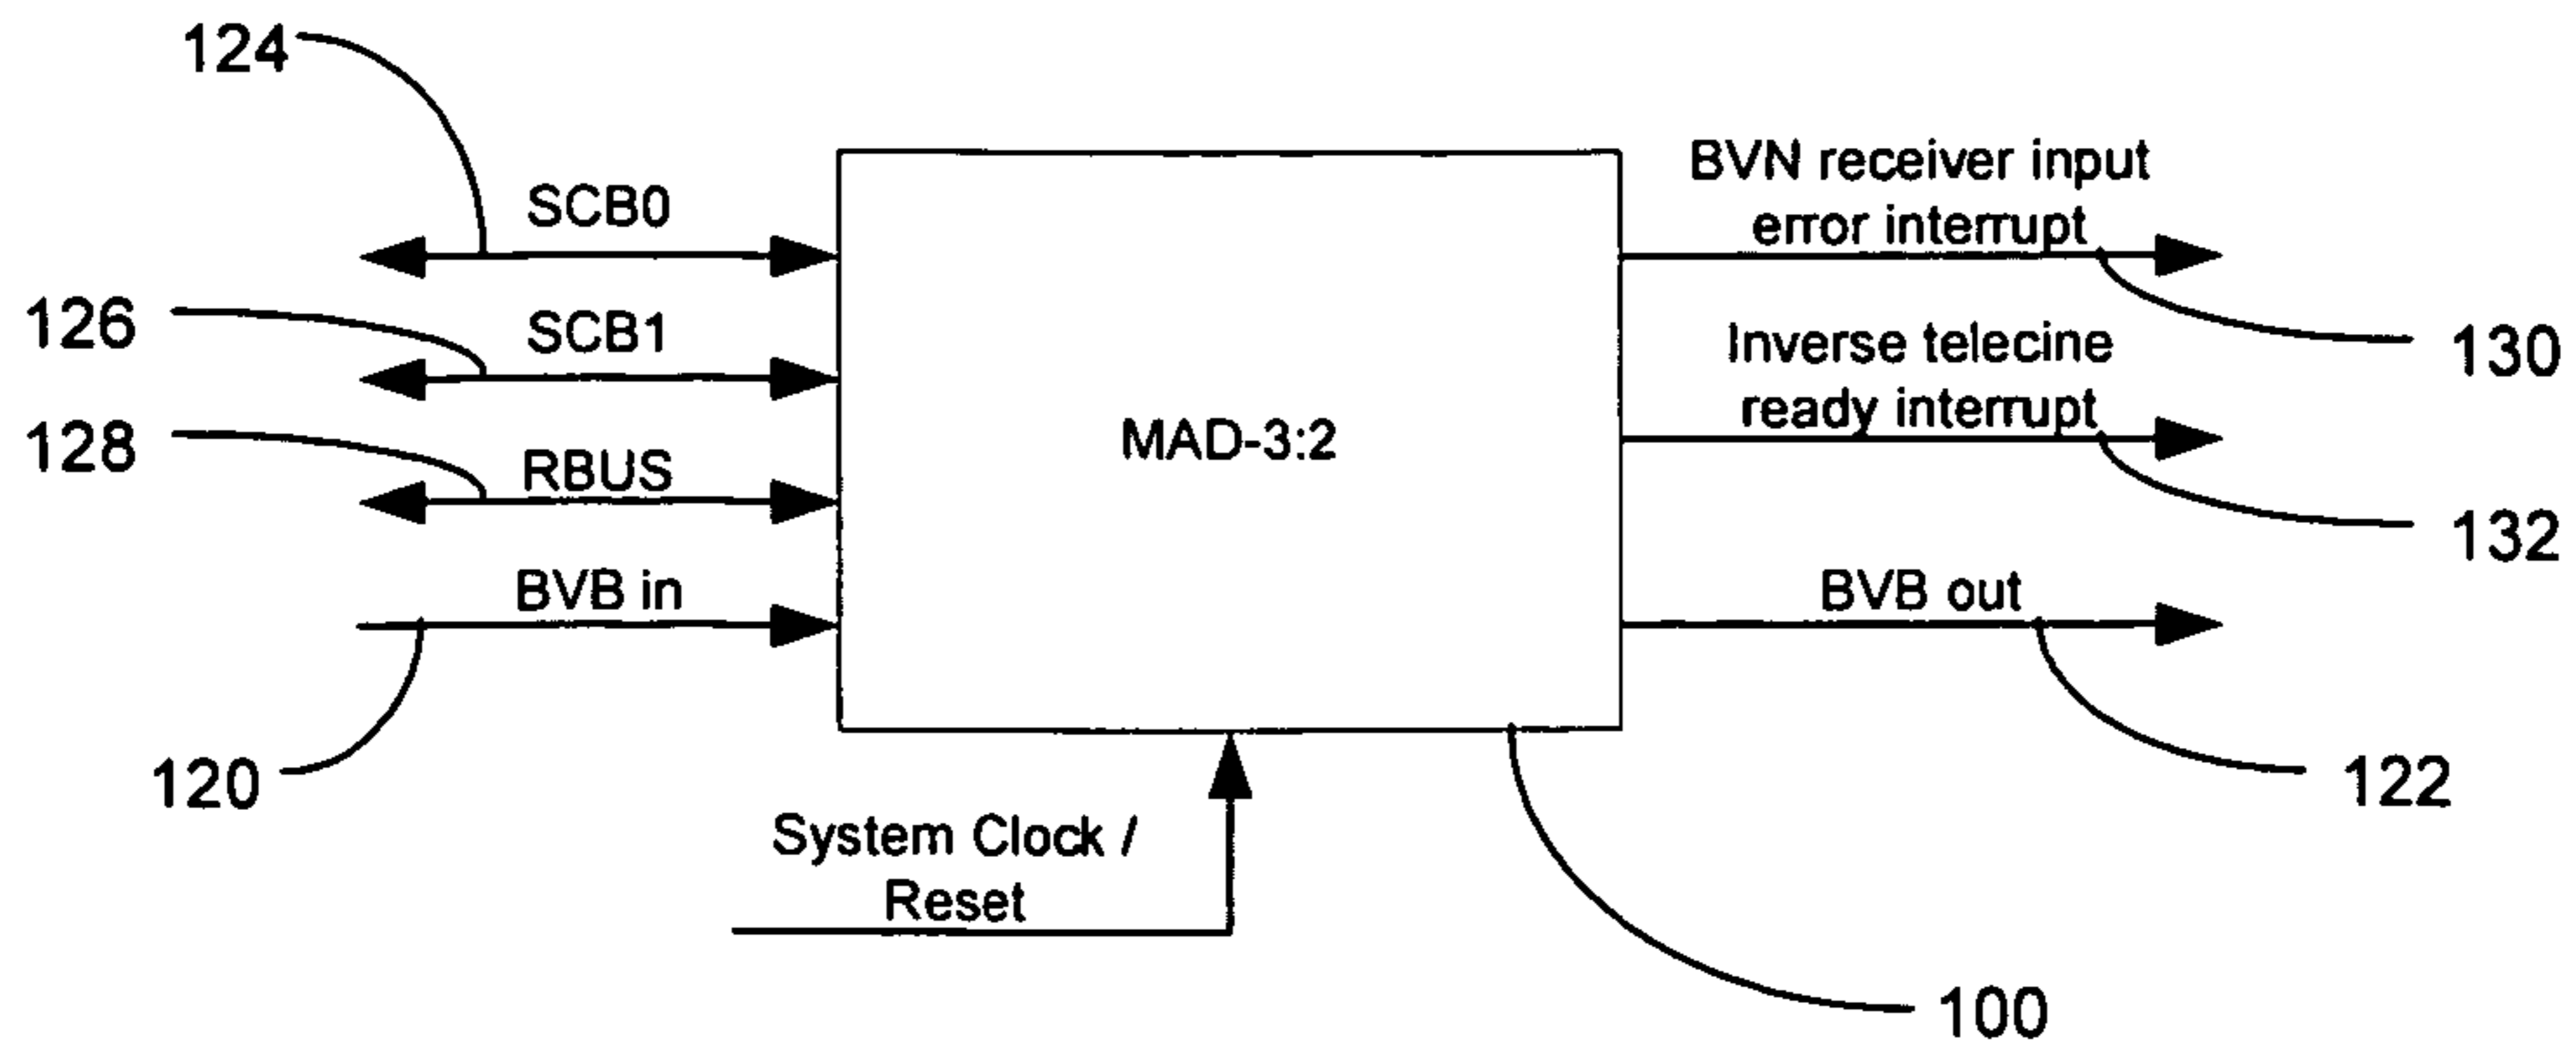 124
SCB0
BVN receiver input
error interrupt
126
SCB1
130
Inverse telecine
ready interrupt
128
RBUS
MAD-3:2
132
BVB in
BVB out
120
122
System Clock /
Reset
100